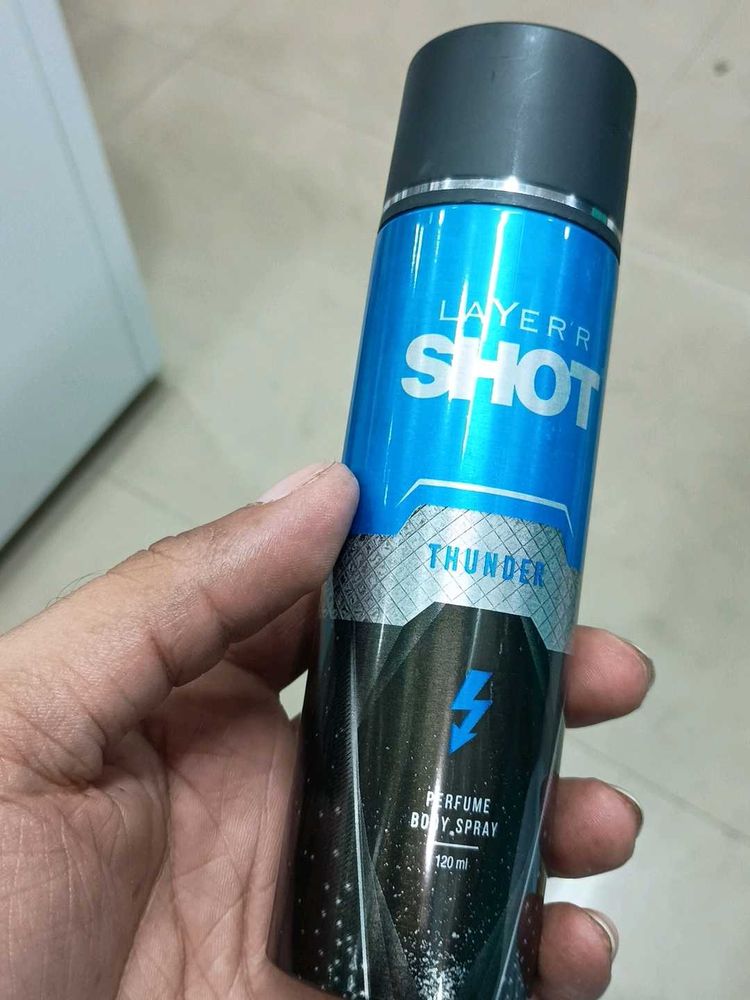 LAYER'R
SHOT
THUNDER
PERFUME
BODY SPRAY
120 ml